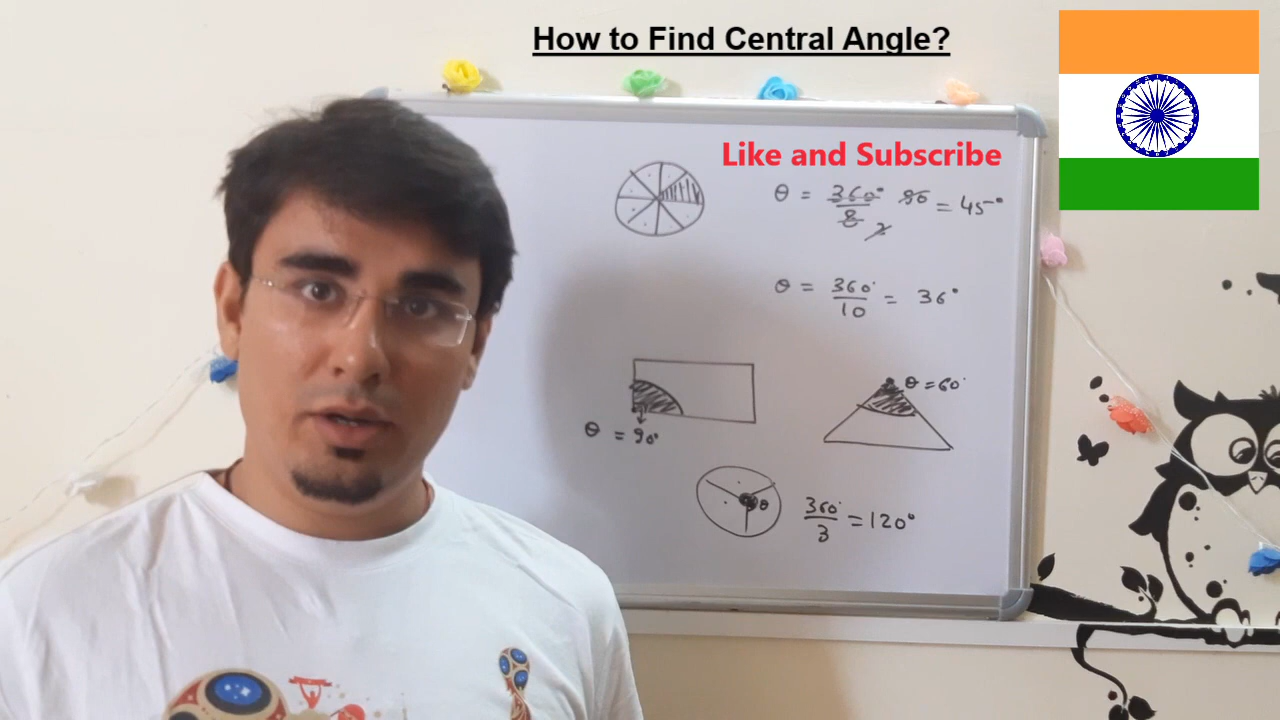 How to Find Central Angle?
Like and Subscribe
θ = 360°/8 = 45°
θ = 360°/10 = 36°
θ = 60°
θ = 90°
θ
360°/3 = 120°